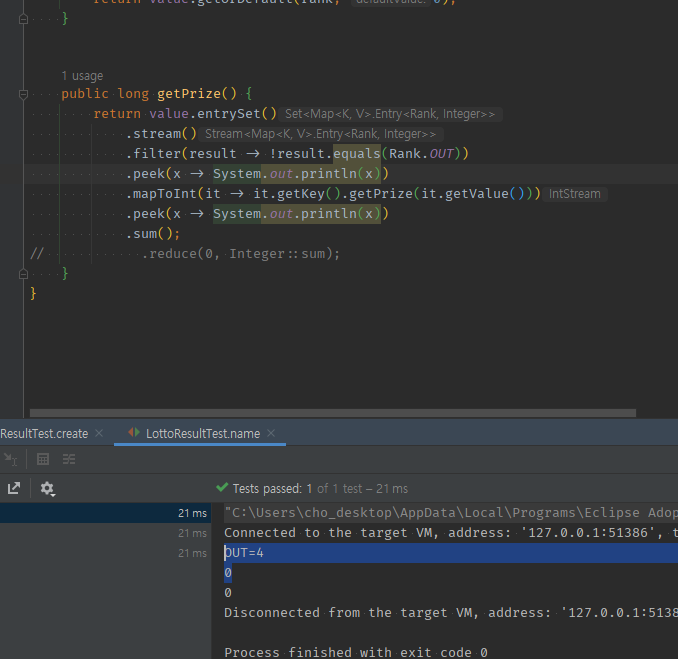 return value.getOrDefault(rank, defaultValue: 0);
}
1 usage
public long getPrize() {
return value.entrySet() Set<Map<K, V>.Entry<Rank, Integer>>
.stream() Stream<Map<K, V>.Entry<Rank, Integer>>
.filter(result → !result.equals(Rank.OUT))
.peek(x → System.out.println(x))
.mapToInt(it → it.getKey().getPrize(it.getValue())) IntStream
.peek(x → System.out.println(x))
.sum();
// .reduce(0, Integer::sum);
}
}
ResultTest.create × LottoResultTest.name ×
Tests passed: 1 of 1 test – 21 ms
21 ms "C:\Users\cho_desktop\AppData\Local\Programs\Eclipse Adop
21 ms Connected to the target VM, address: '127.0.0.1:51386', t
21 ms OUT=4
0
0
Disconnected from the target VM, address: '127.0.0.1:5138
Process finished with exit code 0